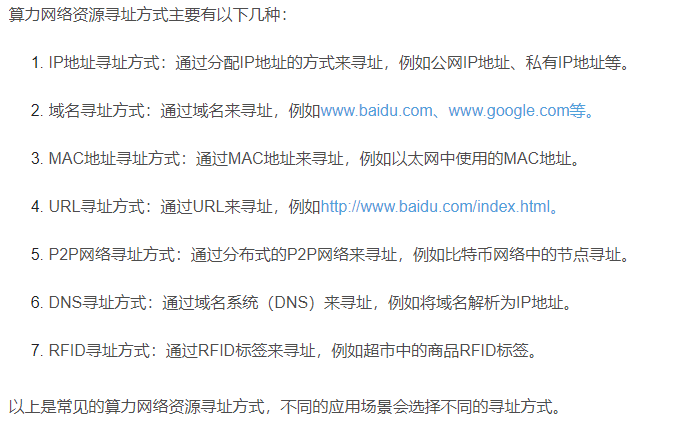 算力网络资源寻址方式主要有以下几种：
1. IP地址寻址方式：通过分配IP地址的方式来寻址，例如公网IP地址、私有IP地址等。
2. 域名寻址方式：通过域名来寻址，例如www.baidu.com、www.google.com等。
3. MAC地址寻址方式：通过MAC地址来寻址，例如以太网中使用的MAC地址。
4. URL寻址方式：通过URL来寻址，例如http://www.baidu.com/index.html。
5. P2P网络寻址方式：通过分布式的P2P网络来寻址，例如比特币网络中的节点寻址。
6. DNS寻址方式：通过域名系统（DNS）来寻址，例如将域名解析为IP地址。
7. RFID寻址方式：通过RFID标签来寻址，例如超市中的商品RFID标签。
以上是常见的算力网络资源寻址方式，不同的应用场景会选择不同的寻址方式。